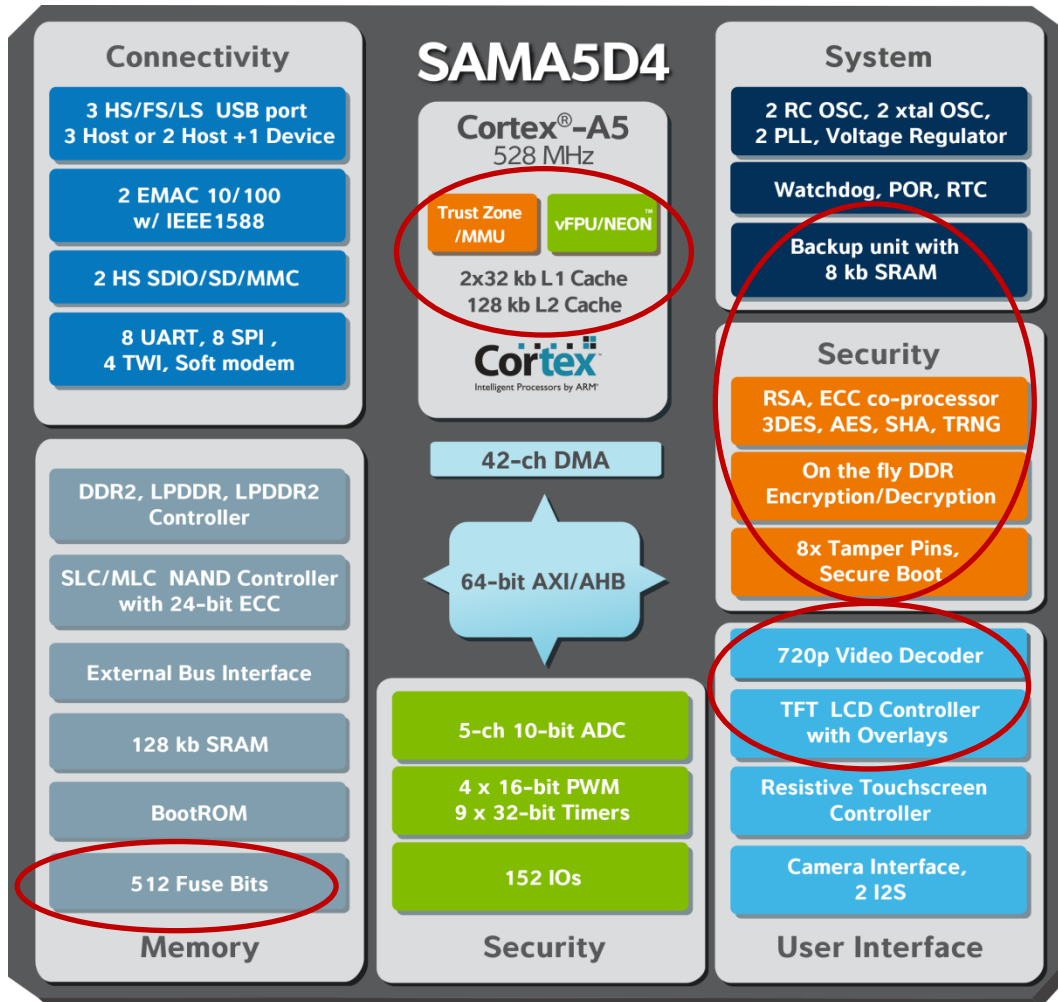 Connectivity
3 HS/FS/LS USB port
3 Host or 2 Host +1 Device
2 EMAC 10/100
w/ IEEE1588
2 HS SDIO/SD/MMC
8 UART, 8 SPI ,
4 TWI, Soft modem
SAMA5D4
Cortex®-A5
528 MHz
Trust Zone
/MMU
vFPU/NEON™
2x32 kb L1 Cache
128 kb L2 Cache
Cortex™
Intelligent Processors by ARM®
System
2 RC OSC, 2 xtal OSC,
2 PLL, Voltage Regulator
Watchdog, POR, RTC
Backup unit with
8 kb SRAM
Security
RSA, ECC co-processor
3DES, AES, SHA, TRNG
On the fly DDR
Encryption/Decryption
8x Tamper Pins,
Secure Boot
42-ch DMA
64-bit AXI/AHB
DDR2, LPDDR, LPDDR2
Controller
SLC/MLC NAND Controller
with 24-bit ECC
External Bus Interface
128 kb SRAM
BootROM
512 Fuse Bits
Memory
5-ch 10-bit ADC
4 x 16-bit PWM
9 x 32-bit Timers
152 IOs
Security
720p Video Decoder
TFT LCD Controller
with Overlays
Resistive Touchscreen
Controller
Camera Interface,
2 I2S
User Interface